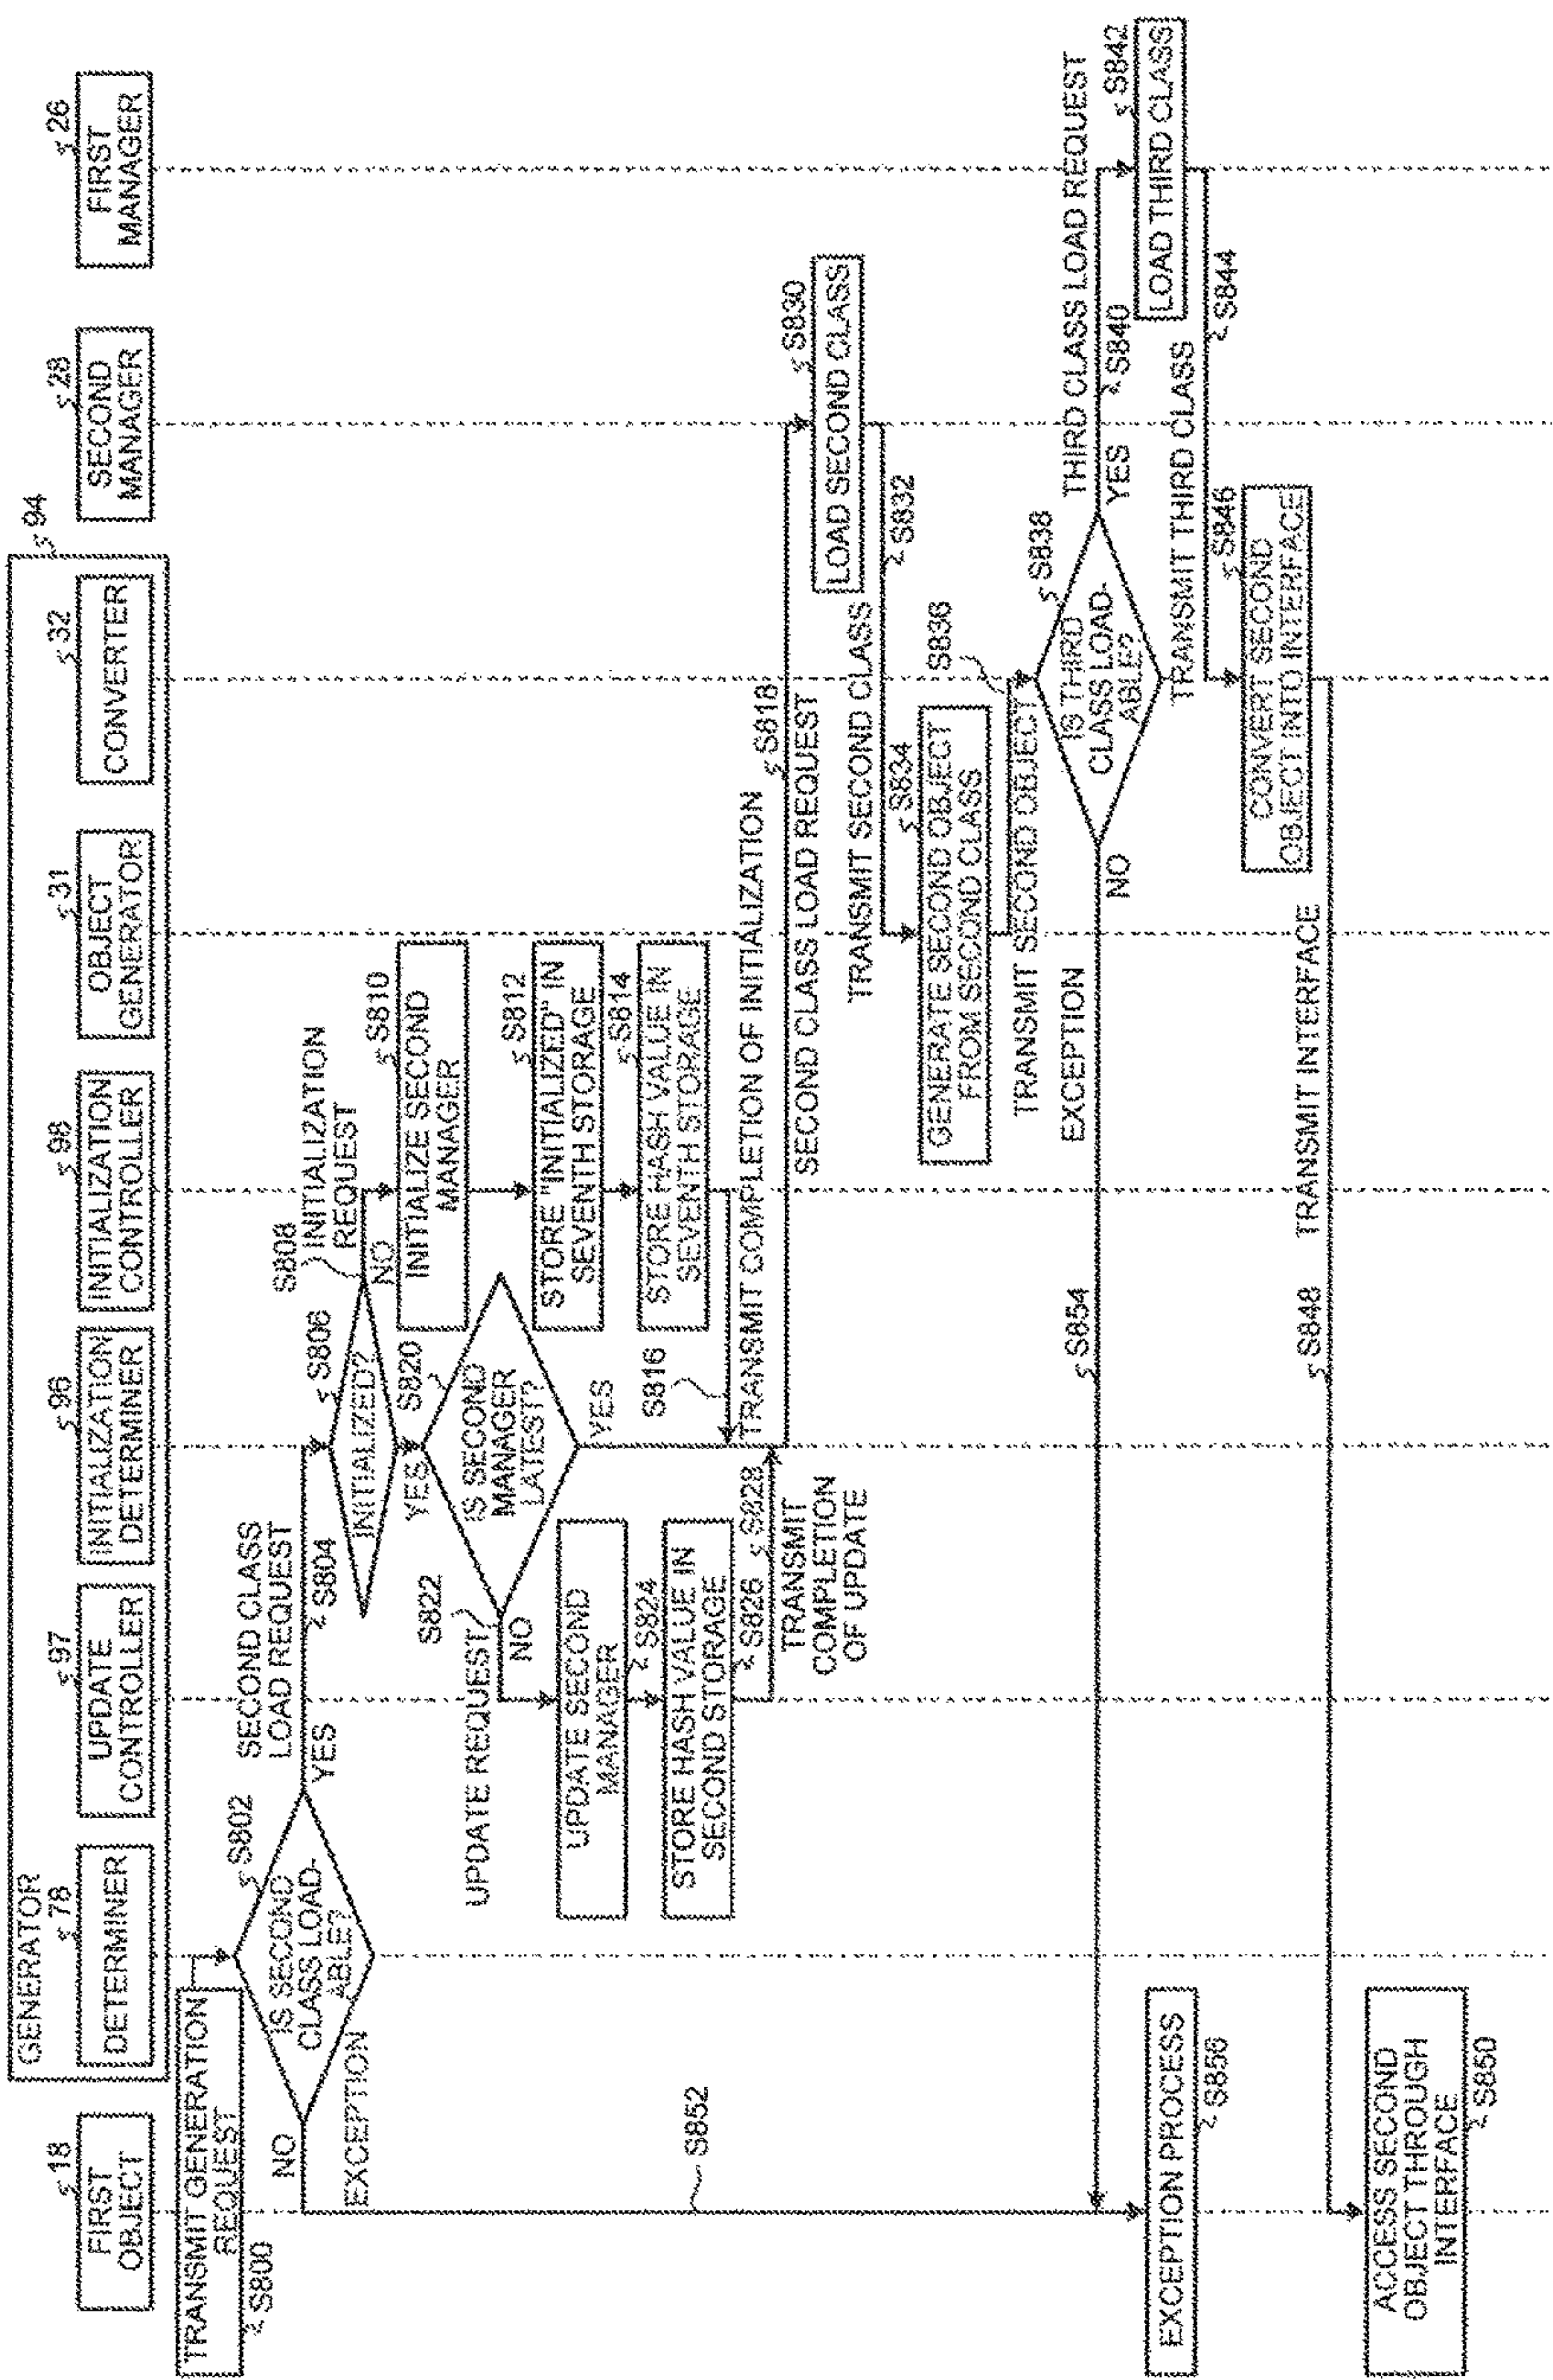 GENERATOR
94
18
FIRST
OBJECT
78
DETERMINER
97
UPDATE
CONTROLLER
96
INITIALIZATION
DETERMINER
98
INITIALIZATION
CONTROLLER
31
OBJECT
GENERATOR
32
CONVERTER
28
SECOND
MANAGER
26
FIRST
MANAGER
TRANSMIT GENERATION
REQUEST
S800
IS SECOND
CLASS LOAD-
ABLE?
S802
NO
EXCEPTION
YES
SECOND CLASS
LOAD REQUEST
S804
INITIALIZED?
S806
S808
INITIALIZATION
REQUEST
NO
YES
INITIALIZE SECOND
MANAGER
S810
STORE "INITIALIZED" IN
SEVENTH STORAGE
S812
STORE HASH VALUE IN
SEVENTH STORAGE
S814
S816
TRANSMIT COMPLETION OF INITIALIZATION
IS SECOND
MANAGER
LATEST?
S820
YES
S822
UPDATE REQUEST
NO
UPDATE SECOND
MANAGER
S824
STORE HASH VALUE IN
SECOND STORAGE
S826
S828
TRANSMIT
COMPLETION
OF UPDATE
S818
SECOND CLASS LOAD REQUEST
S830
LOAD SECOND CLASS
S832
TRANSMIT SECOND CLASS
S834
GENERATE SECOND OBJECT
FROM SECOND CLASS
S836
TRANSMIT SECOND OBJECT
IS THIRD
CLASS LOAD-
ABLE?
S838
NO
EXCEPTION
S854
YES
THIRD CLASS LOAD REQUEST
S840
S842
LOAD THIRD CLASS
S844
TRANSMIT THIRD CLASS
S846
CONVERT SECOND
OBJECT INTO INTERFACE
TRANSMIT INTERFACE
S848
S852
EXCEPTION PROCESS
S856
ACCESS SECOND
OBJECT THROUGH
INTERFACE
S850